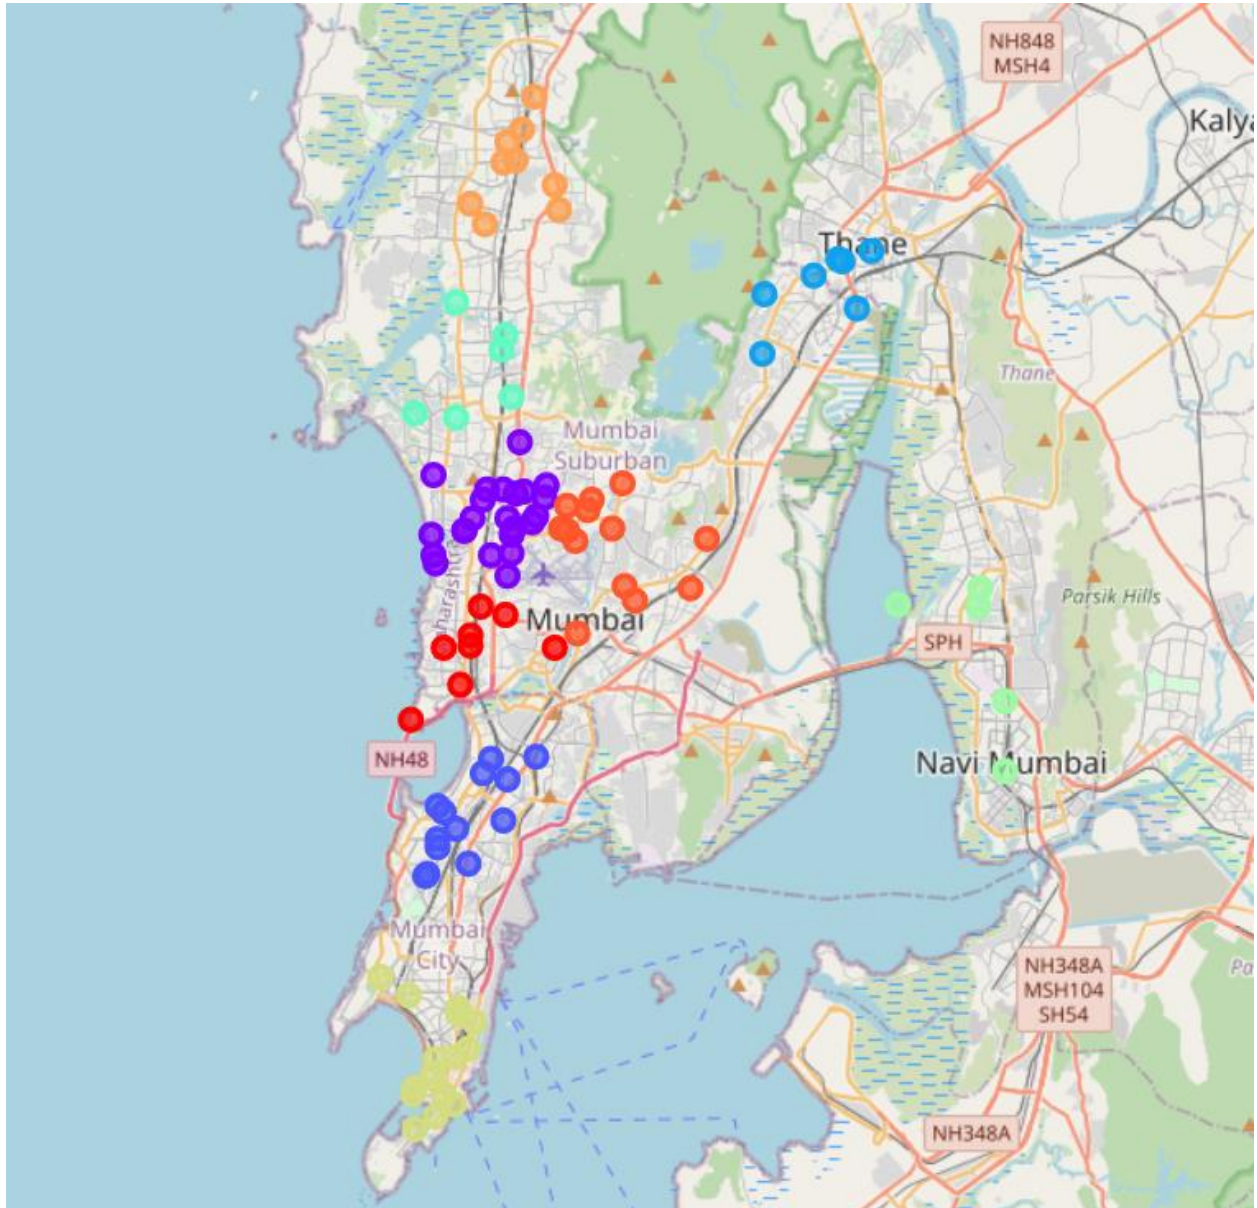 NH848
MSH4
Kalya
Thane
Thane
Mumbai
Suburban
Parsik Hills
Mumbai
SPH
NH48
Navi Mumbai
Mumbai
City
NH348A
MSH104
SH54
Pa
NH348A